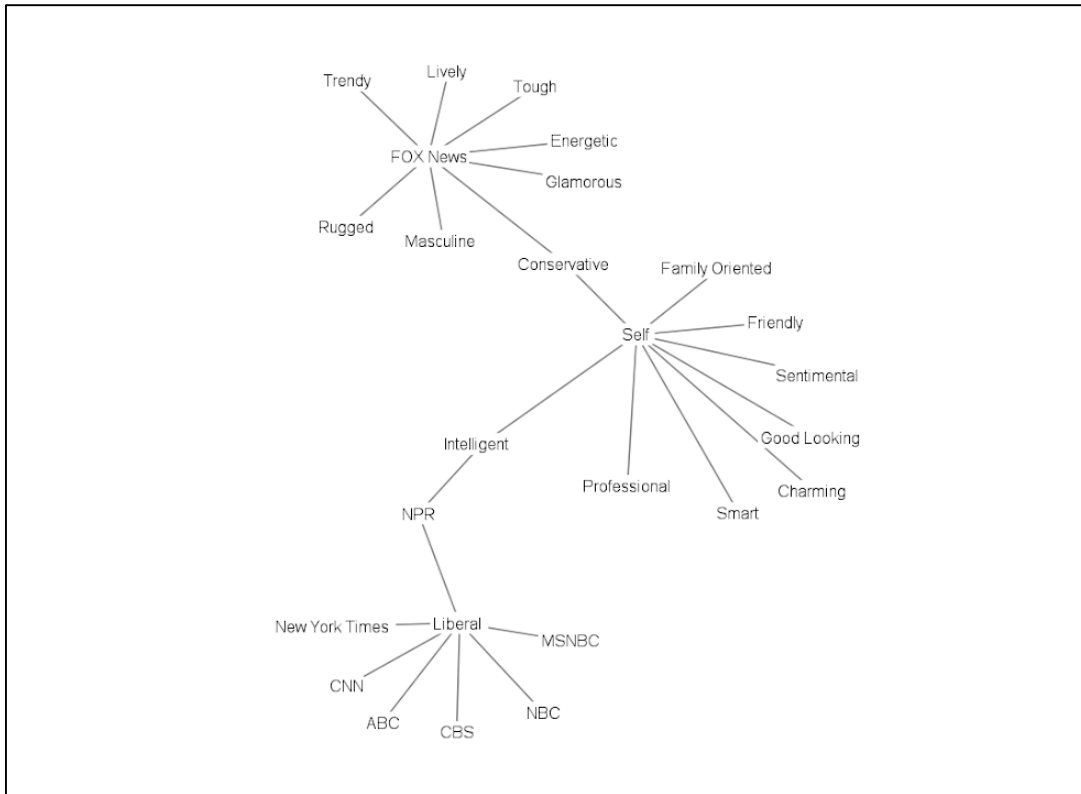 Lively
Trendy
Tough
Energetic
FOX News
Glamorous
Rugged
Masculine
Conservative
Family Oriented
Friendly
Self
Sentimental
Good Looking
Intelligent
Professional
Charming
Smart
NPR
New York Times
Liberal
MSNBC
CNN
NBC
ABC
CBS